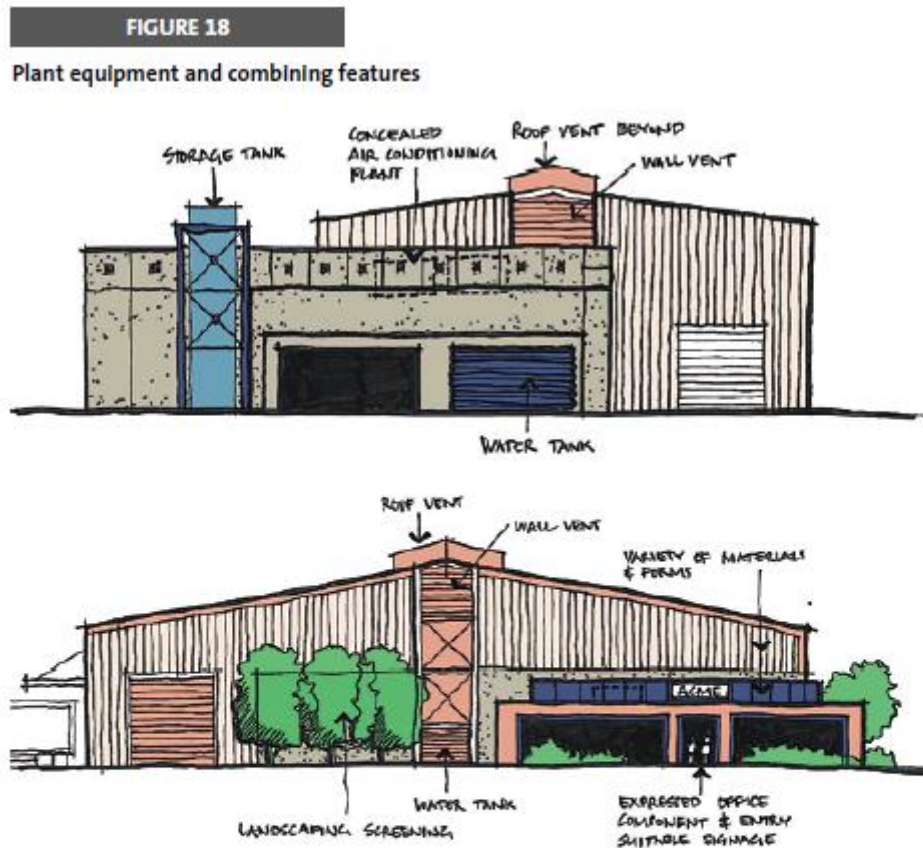 FIGURE 18
Plant equipment and combining features
STORAGE TANK
CONCEALED
AIR CONDITIONING
PLANT
ROOF VENT BEYOND
WALL VENT
WATER TANK
ROOF VENT
WALL VENT
VARIETY OF MATERIALS
& FORMS
ACME
WATER TANK
LANDSCAPING SCREENING
EXPRESSED OFFICE
COMPONENT & ENTRY
SUITABLE SIGNAGE